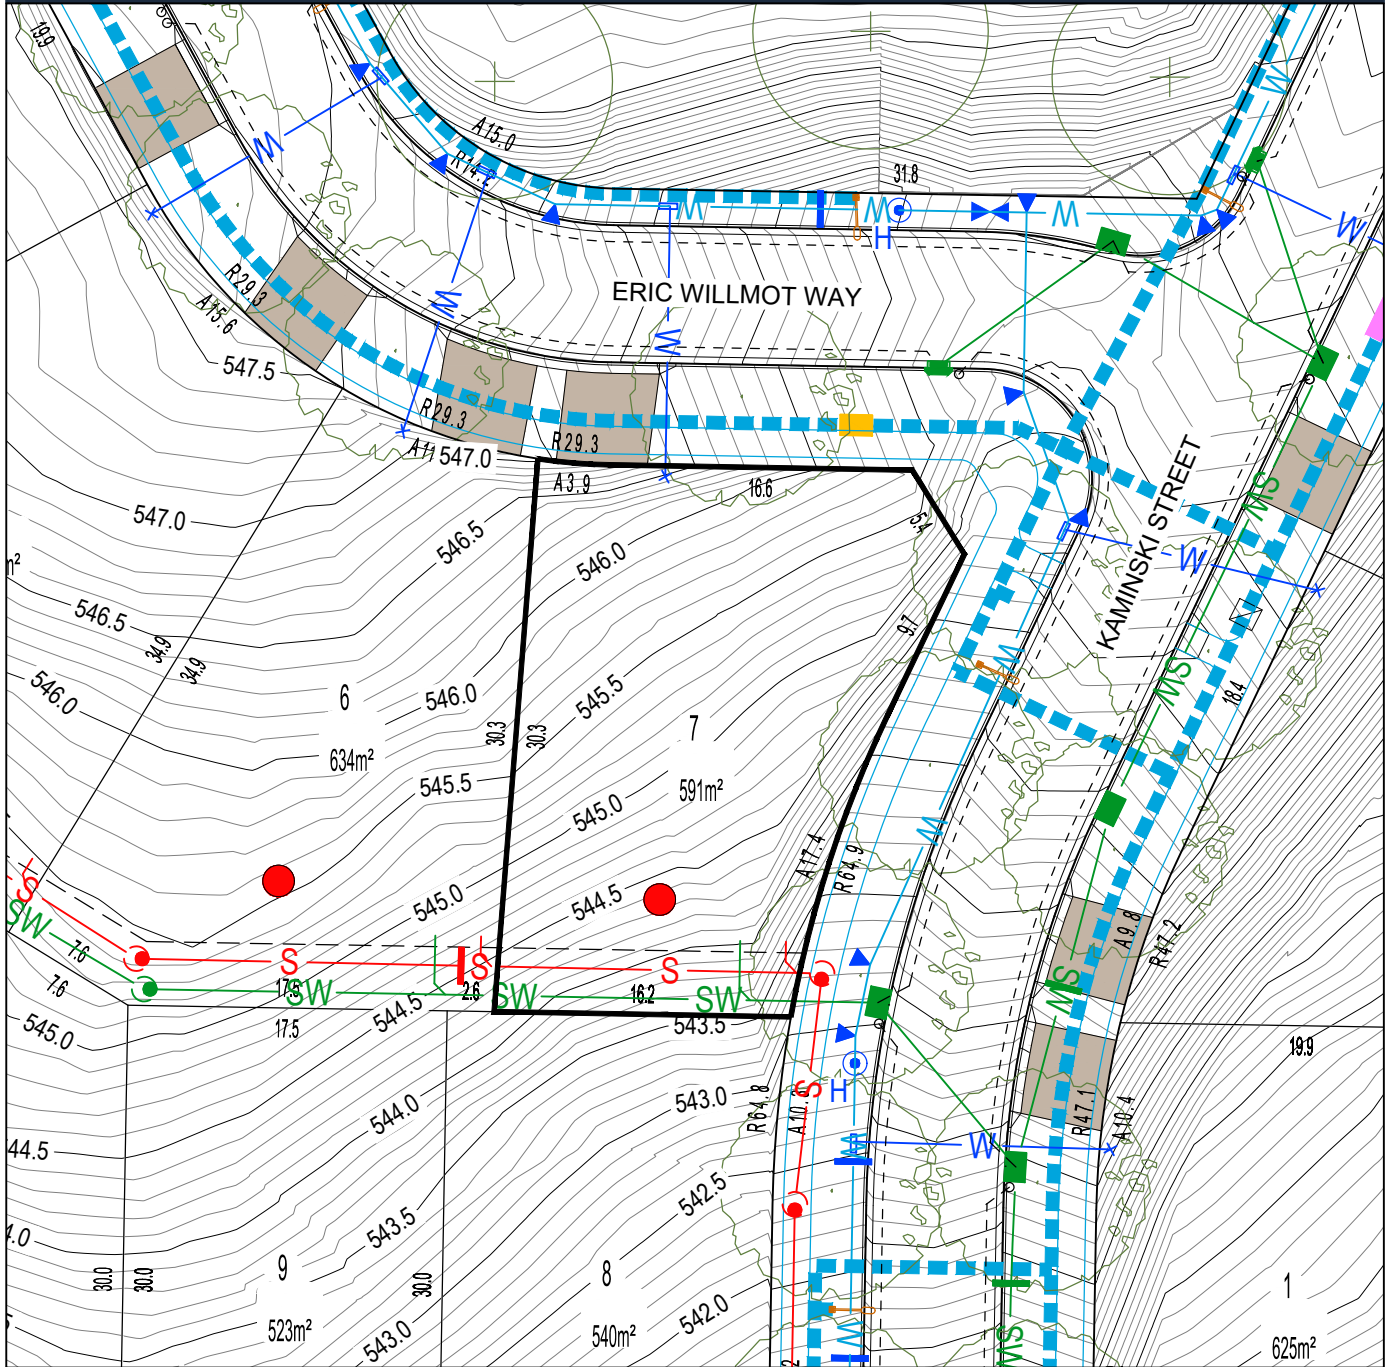 19.9
A15.0
R14.2
31.8
W
W
W
W
W
H
W
ERIC WILLMOT WAY
W
W
R29.3
A15.6
547.5
R29.3
R29.3
547.0
A3.9
16.6
5.4
KAMINSKI STREET
SW
W
547.0
546.5
546.0
m²
546.5
34.9
34.9
9.7
W
SW
18.4
546.0
6
546.0
545.5
30.3
30.3
7
634m²
591m²
545.5
545.0
A17.4
R64.9
W
545.0
544.5
S
SW
7.6
7.6
S
S
S
17.5
SW
2.6
SW
16.2
SW
A9.8
R47.2
SW
17.5
544.5
543.5
545.0
19.9
544.0
543.0
R64.8
S
H
R47.1
A10.4
W
W
44.5
542.5
543.5
4.0
30.0
30.0
9
30.0
8
1
523m²
540m²
625m²
543.0
542.0
W
SW